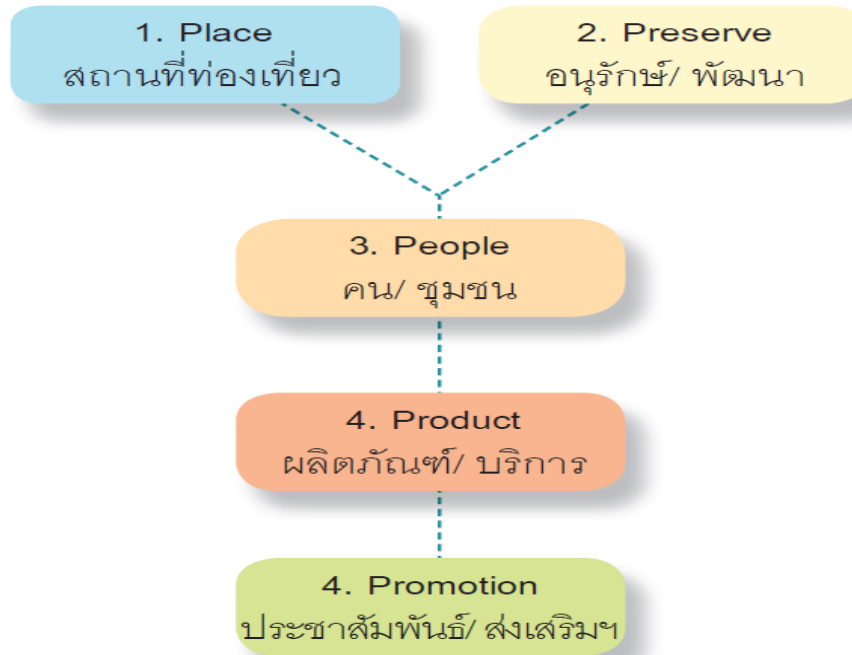 1. Place
สถานที่ท่องเที่ยว
2. Preserve
อนุรักษ์/ พัฒนา
3. People
คน/ ชุมชน
4. Product
ผลิตภัณฑ์/ บริการ
4. Promotion
ประชาสัมพันธ์/ ส่งเสริมฯ